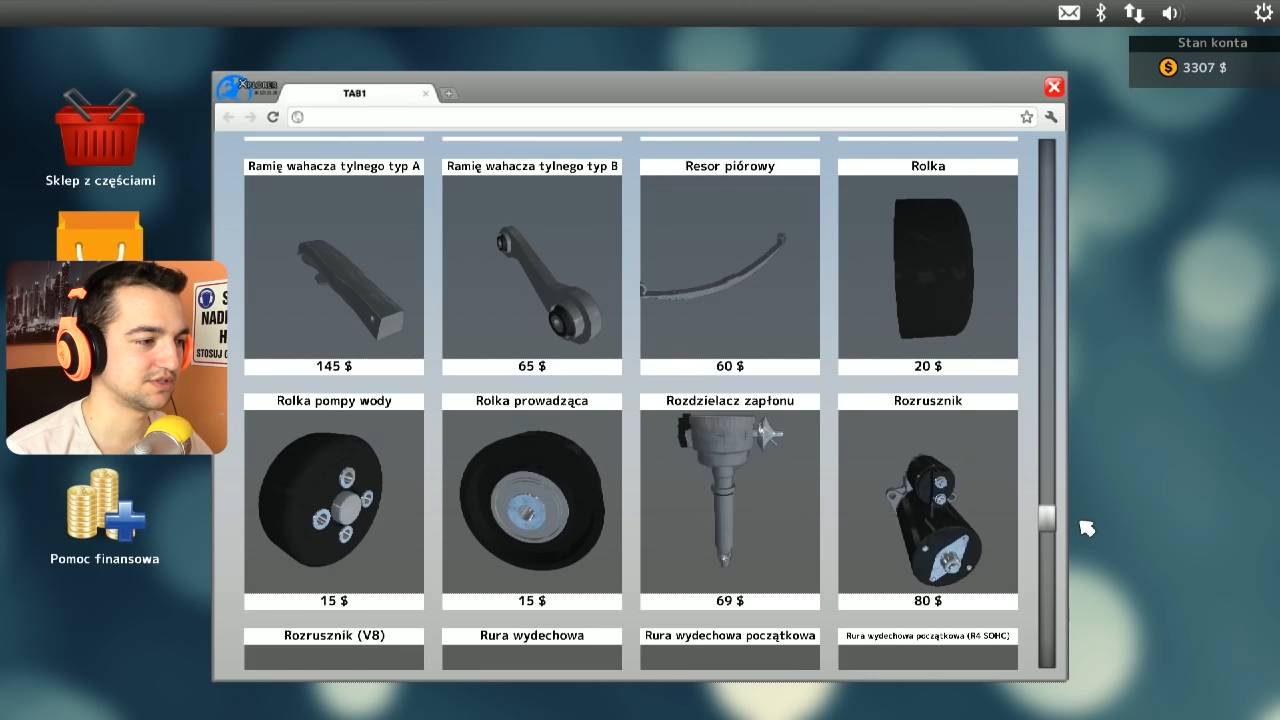 Stan konta
3307 $
XPLORER
TAB1
Sklep z częściami
Ramię wahacza tylnego typ A
Ramię wahacza tylnego typ B
Resor piórowy
Rolka
145 $
65 $
60 $
20 $
Rolka pompy wody
Rolka prowadząca
Rozdzielacz zapłonu
Rozrusznik
15 $
15 $
69 $
80 $
Pomoc finansowa
Rozrusznik (V8)
Rura wydechowa
Rura wydechowa początkowa
Rura wydechowa początkowa (R4 SOHC)